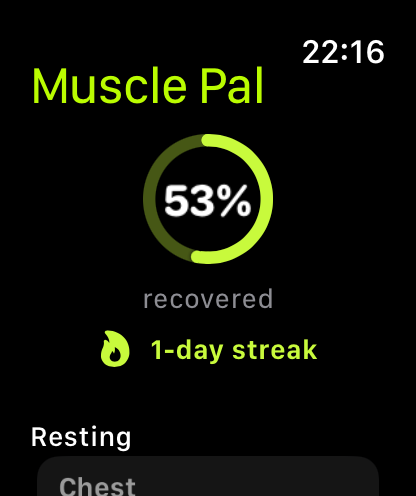 22:16
Muscle Pal
53%
recovered
1-day streak
Resting
Chest